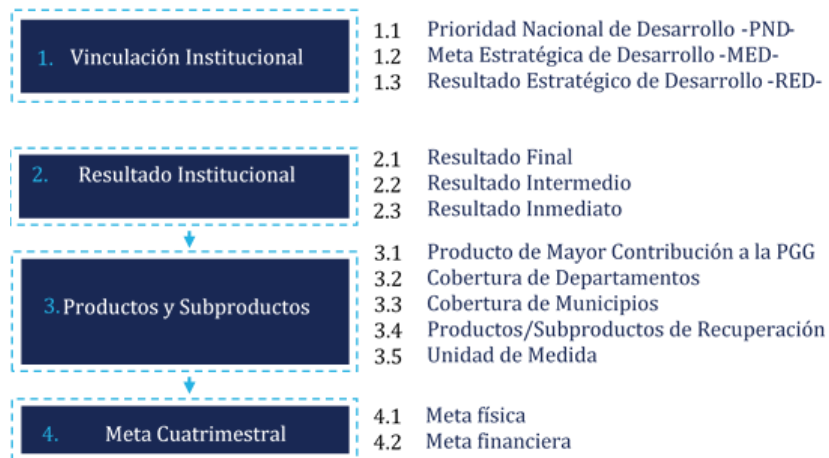 1. Vinculación Institucional
1.1 Prioridad Nacional de Desarrollo -PND-
1.2 Meta Estratégica de Desarrollo -MED-
1.3 Resultado Estratégico de Desarrollo -RED-
2. Resultado Institucional
2.1 Resultado Final
2.2 Resultado Intermedio
2.3 Resultado Inmediato
3. Productos y Subproductos
3.1 Producto de Mayor Contribución a la PGG
3.2 Cobertura de Departamentos
3.3 Cobertura de Municipios
3.4 Productos/Subproductos de Recuperación
3.5 Unidad de Medida
4. Meta Cuatrimestral
4.1 Meta física
4.2 Meta financiera